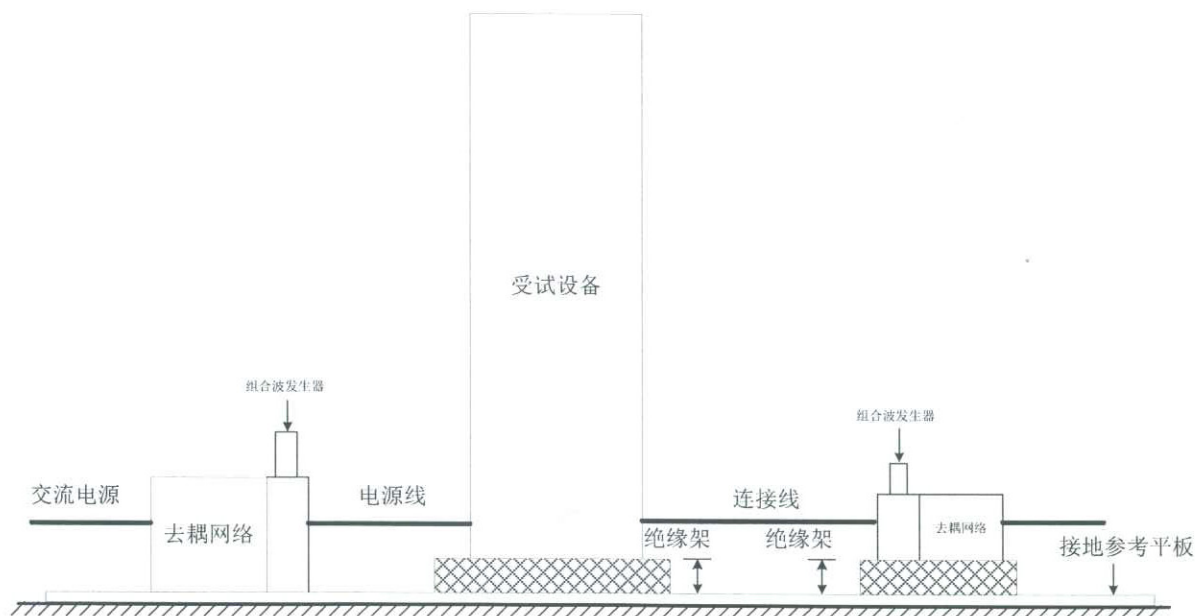 受试设备
组合波发生器
组合波发生器
交流电源
电源线
连接线
去耦网络
去耦网络
绝缘架
绝缘架
接地参考平板